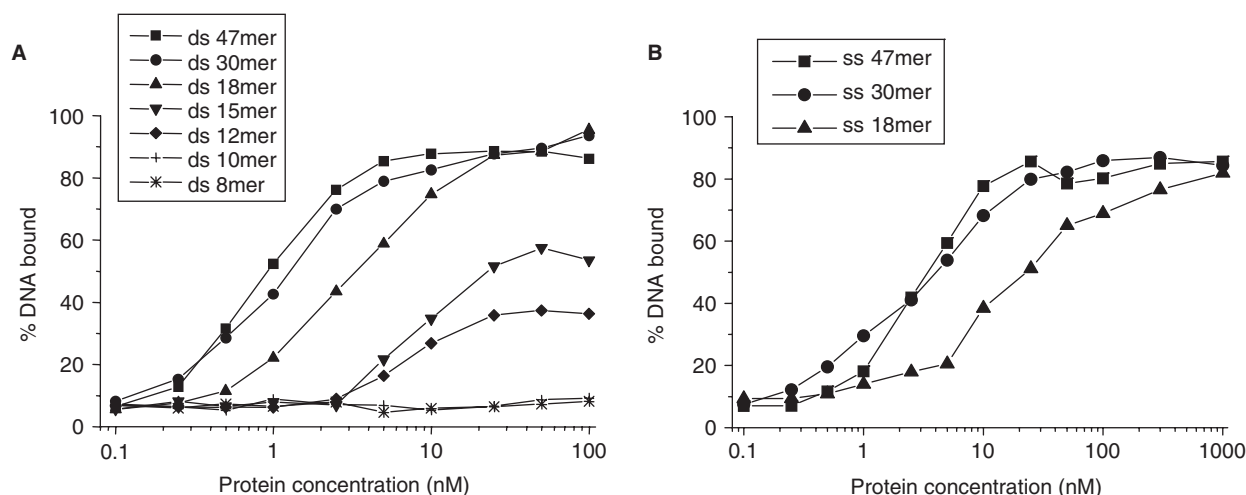 A
ds 47mer
ds 30mer
ds 18mer
ds 15mer
ds 12mer
ds 10mer
ds 8mer
100
80
60
40
20
0
% DNA bound
0.1
1
10
100
Protein concentration (nM)
B
ss 47mer
ss 30mer
ss 18mer
100
80
60
40
20
0
% DNA bound
0.1
1
10
100
1000
Protein concentration (nM)